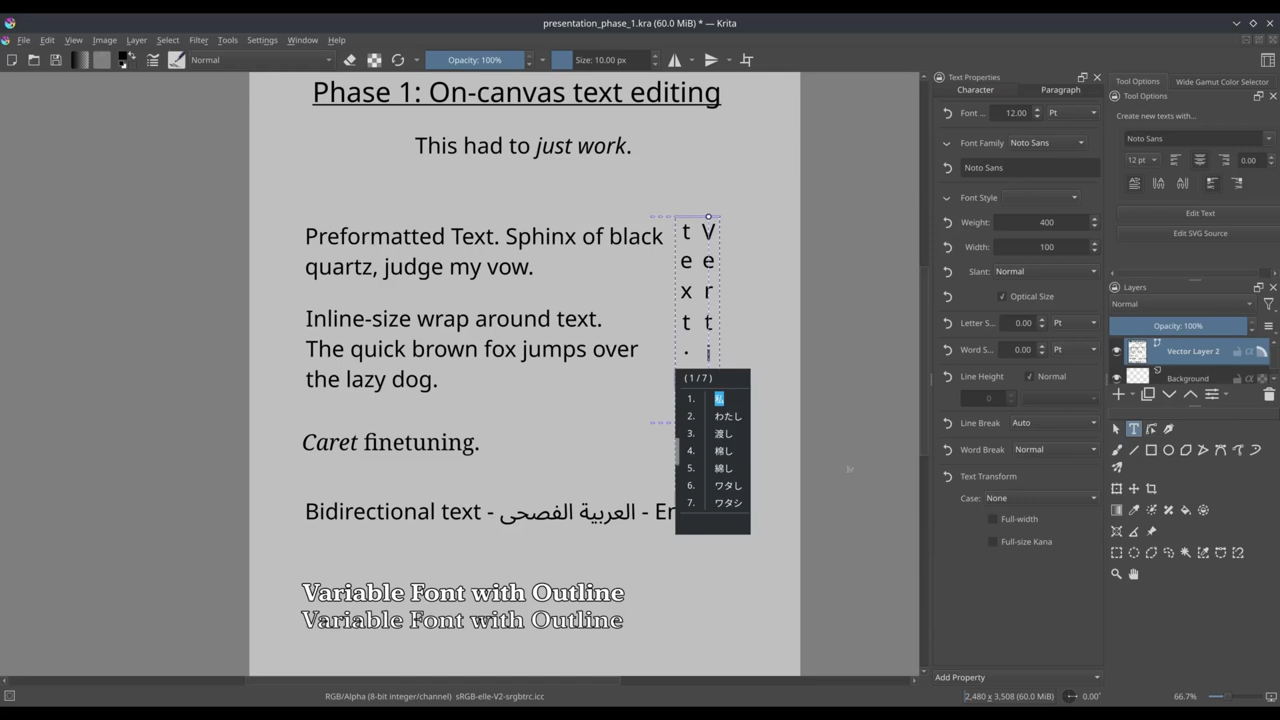 presentation_phase_1.kra (60.0 MiB) * — Krita
File Edit View Image Layer Select Filter Tools Settings Window Help
Normal
Opacity: 100%
Size: 10.00 px
Phase 1: On-canvas text editing
This had to just work.
Preformatted Text. Sphinx of black
quartz, judge my vow.
Inline-size wrap around text.
The quick brown fox jumps over
the lazy dog.
Caret finetuning.
Bidirectional text - العربية الفصحى - En
Variable Font with Outline
Variable Font with Outline
Vert
text.
(1/7)
1. 私
2. わたし
3. 渡し
4. 棉し
5. 綿し
6. ワタし
7. ワタシ
Text Properties
Character Paragraph
Font ... 12.00 Pt
Font Family Noto Sans
Noto Sans
Font Style
Weight: 400
Width: 100
Slant: Normal
Optical Size
Letter S... 0.00 Pt
Word S... 0.00 Pt
Line Height Normal
0
Line Break Auto
Word Break Normal
Text Transform
Case: None
Full-width
Full-size Kana
Add Property
Tool Options Wide Gamut Color Selector
Tool Options
Create new texts with...
Noto Sans
12 pt 0.00
Edit Text
Edit SVG Source
Layers
Normal
Opacity: 100%
Vector Layer 2
Background
RGB/Alpha (8-bit integer/channel) sRGB-elle-V2-srgbtrc.icc
2,480 x 3,508 (60.0 MiB)
0.00°
66.7%